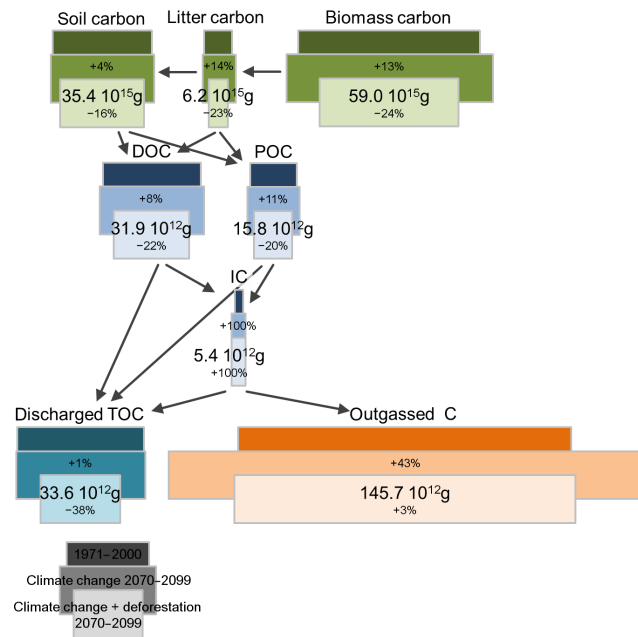 Soil carbon
Litter carbon
Biomass carbon
+4%
+14%
+13%
35.4 10¹⁵g
6.2 10¹⁵g
59.0 10¹⁵g
−16%
−23%
−24%
DOC
POC
+8%
+11%
31.9 10¹²g
15.8 10¹²g
−22%
−20%
IC
+100%
5.4 10¹²g
+100%
Discharged TOC
Outgassed C
+1%
+43%
33.6 10¹²g
145.7 10¹²g
−38%
+3%
1971–2000
Climate change 2070–2099
Climate change + deforestation
2070–2099